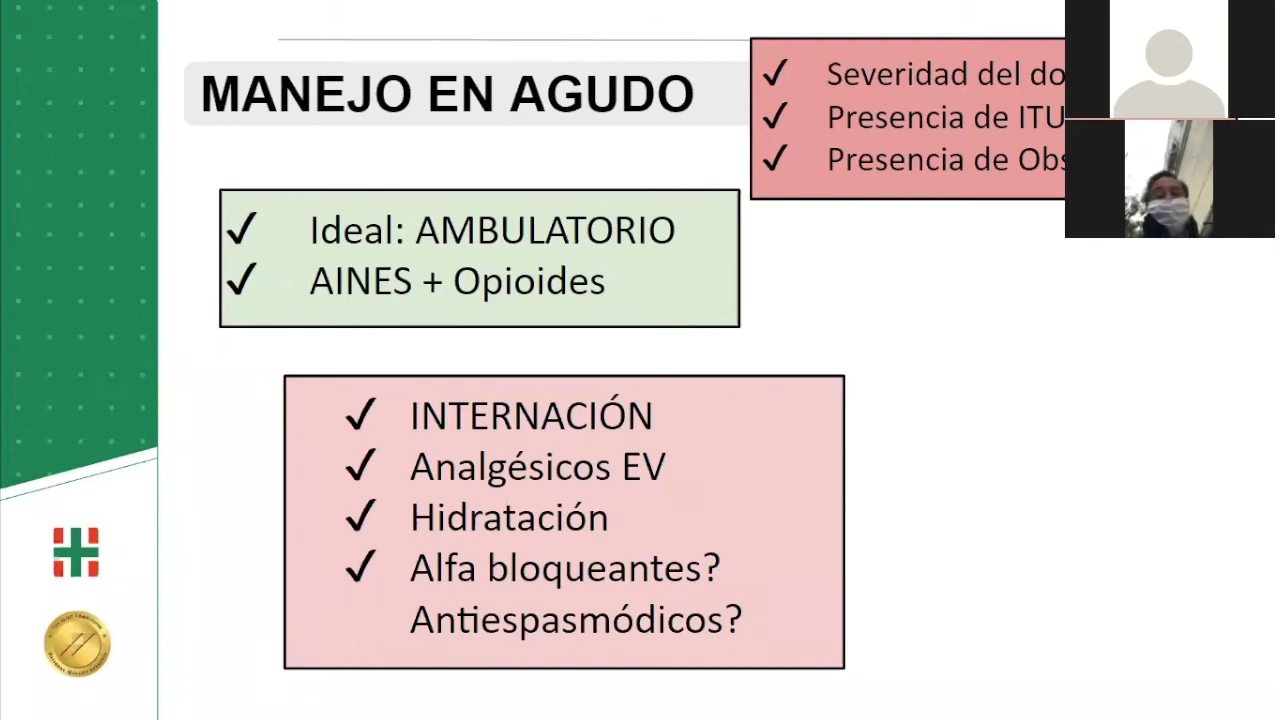 MANEJO EN AGUDO
✓ Severidad del do
✓ Presencia de ITU
✓ Presencia de Obs
✓ Ideal: AMBULATORIO
✓ AINES + Opioides
✓ INTERNACIÓN
✓ Analgésicos EV
✓ Hidratación
✓ Alfa bloqueantes?
Antiespasmódicos?